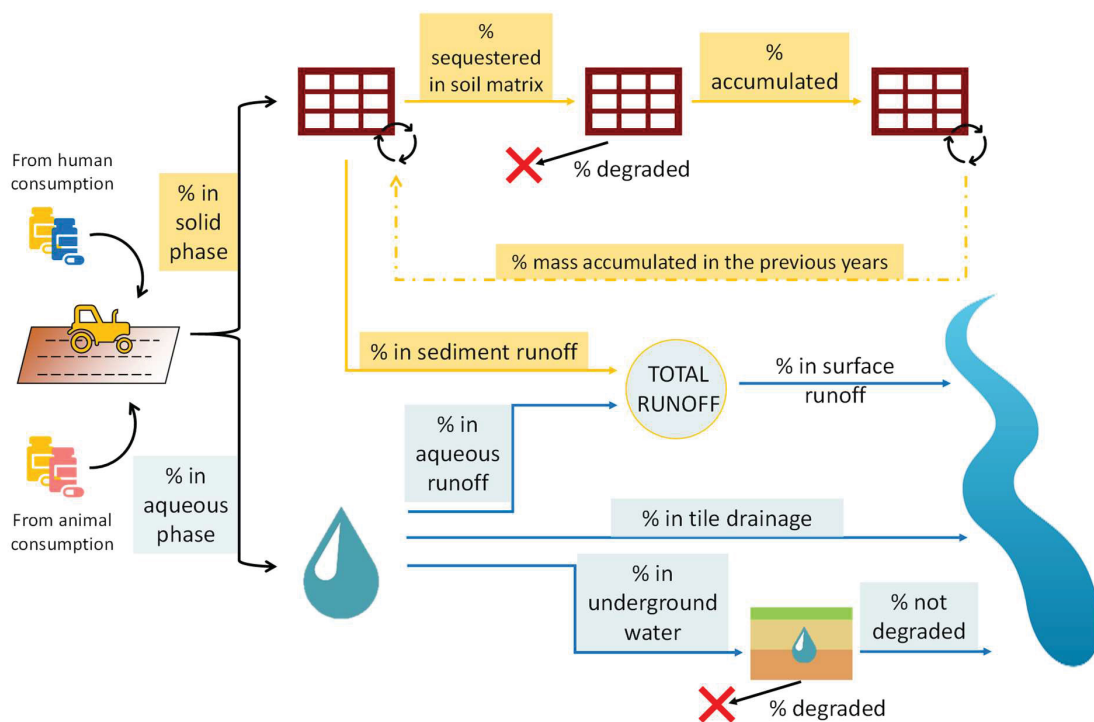 %
sequestered
in soil matrix
%
accumulated
% degraded
From human
consumption
% in
solid
phase
% mass accumulated in the previous years
% in sediment runoff
TOTAL
RUNOFF
% in surface
runoff
% in
aqueous
runoff
From animal
consumption
% in
aqueous
phase
% in tile drainage
% in
underground
water
% not
degraded
% degraded